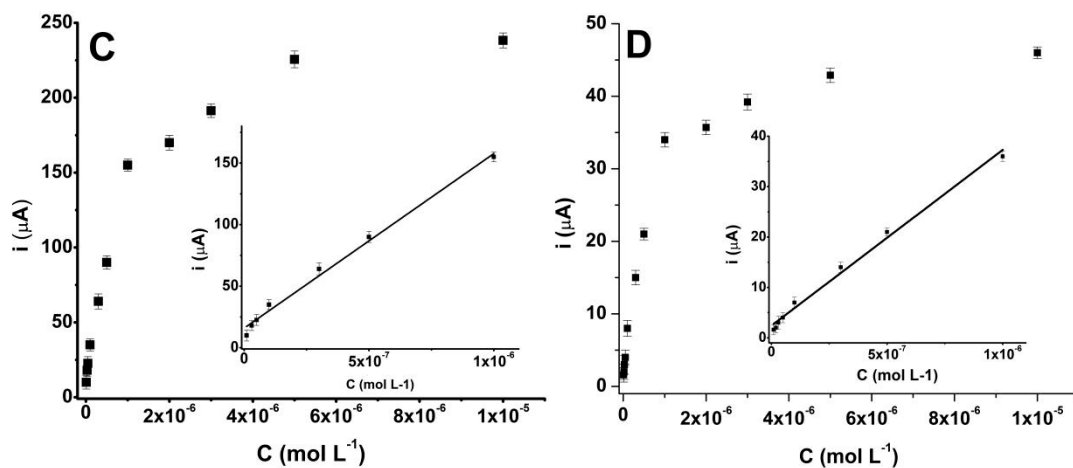 C
i (μA)
250
200
150
100
50
0
0
2x10⁻⁶
4x10⁻⁶
6x10⁻⁶
8x10⁻⁶
1x10⁻⁵
C (mol L⁻¹)
i (μA)
150
100
50
0
0
5x10⁻⁷
1x10⁻⁶
C (mol L-1)
D
i (μA)
50
40
30
20
10
0
0
2x10⁻⁶
4x10⁻⁶
6x10⁻⁶
8x10⁻⁶
1x10⁻⁵
C (mol L⁻¹)
i (μA)
40
30
20
10
0
0
5x10⁻⁷
1x10⁻⁶
C (mol L-1)